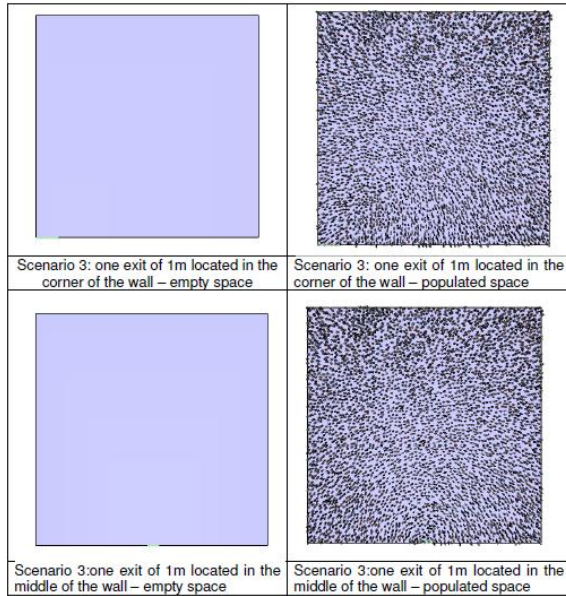 Scenario 3: one exit of 1m located in the
corner of the wall – empty space
Scenario 3: one exit of 1m located in the
corner of the wall – populated space
Scenario 3:one exit of 1m located in the
middle of the wall – empty space
Scenario 3:one exit of 1m located in the
middle of the wall – populated space